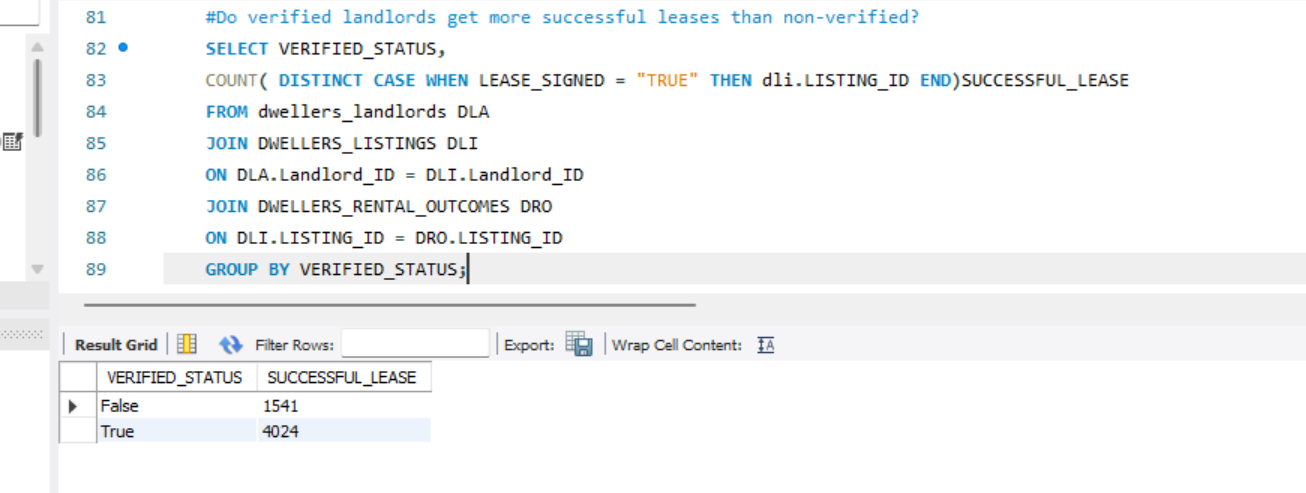 81 #Do verified landlords get more successful leases than non-verified?
82 SELECT VERIFIED_STATUS,
83 COUNT( DISTINCT CASE WHEN LEASE_SIGNED = "TRUE" THEN dli.LISTING_ID END)SUCCESSFUL_LEASE
84 FROM dwellers_landlords DLA
85 JOIN DWELLERS_LISTINGS DLI
86 ON DLA.Landlord_ID = DLI.Landlord_ID
87 JOIN DWELLERS_RENTAL_OUTCOMES DRO
88 ON DLI.LISTING_ID = DRO.LISTING_ID
89 GROUP BY VERIFIED_STATUS;
Result Grid Filter Rows: Export: Wrap Cell Content: IA
VERIFIED_STATUS SUCCESSFUL_LEASE
False 1541
True 4024